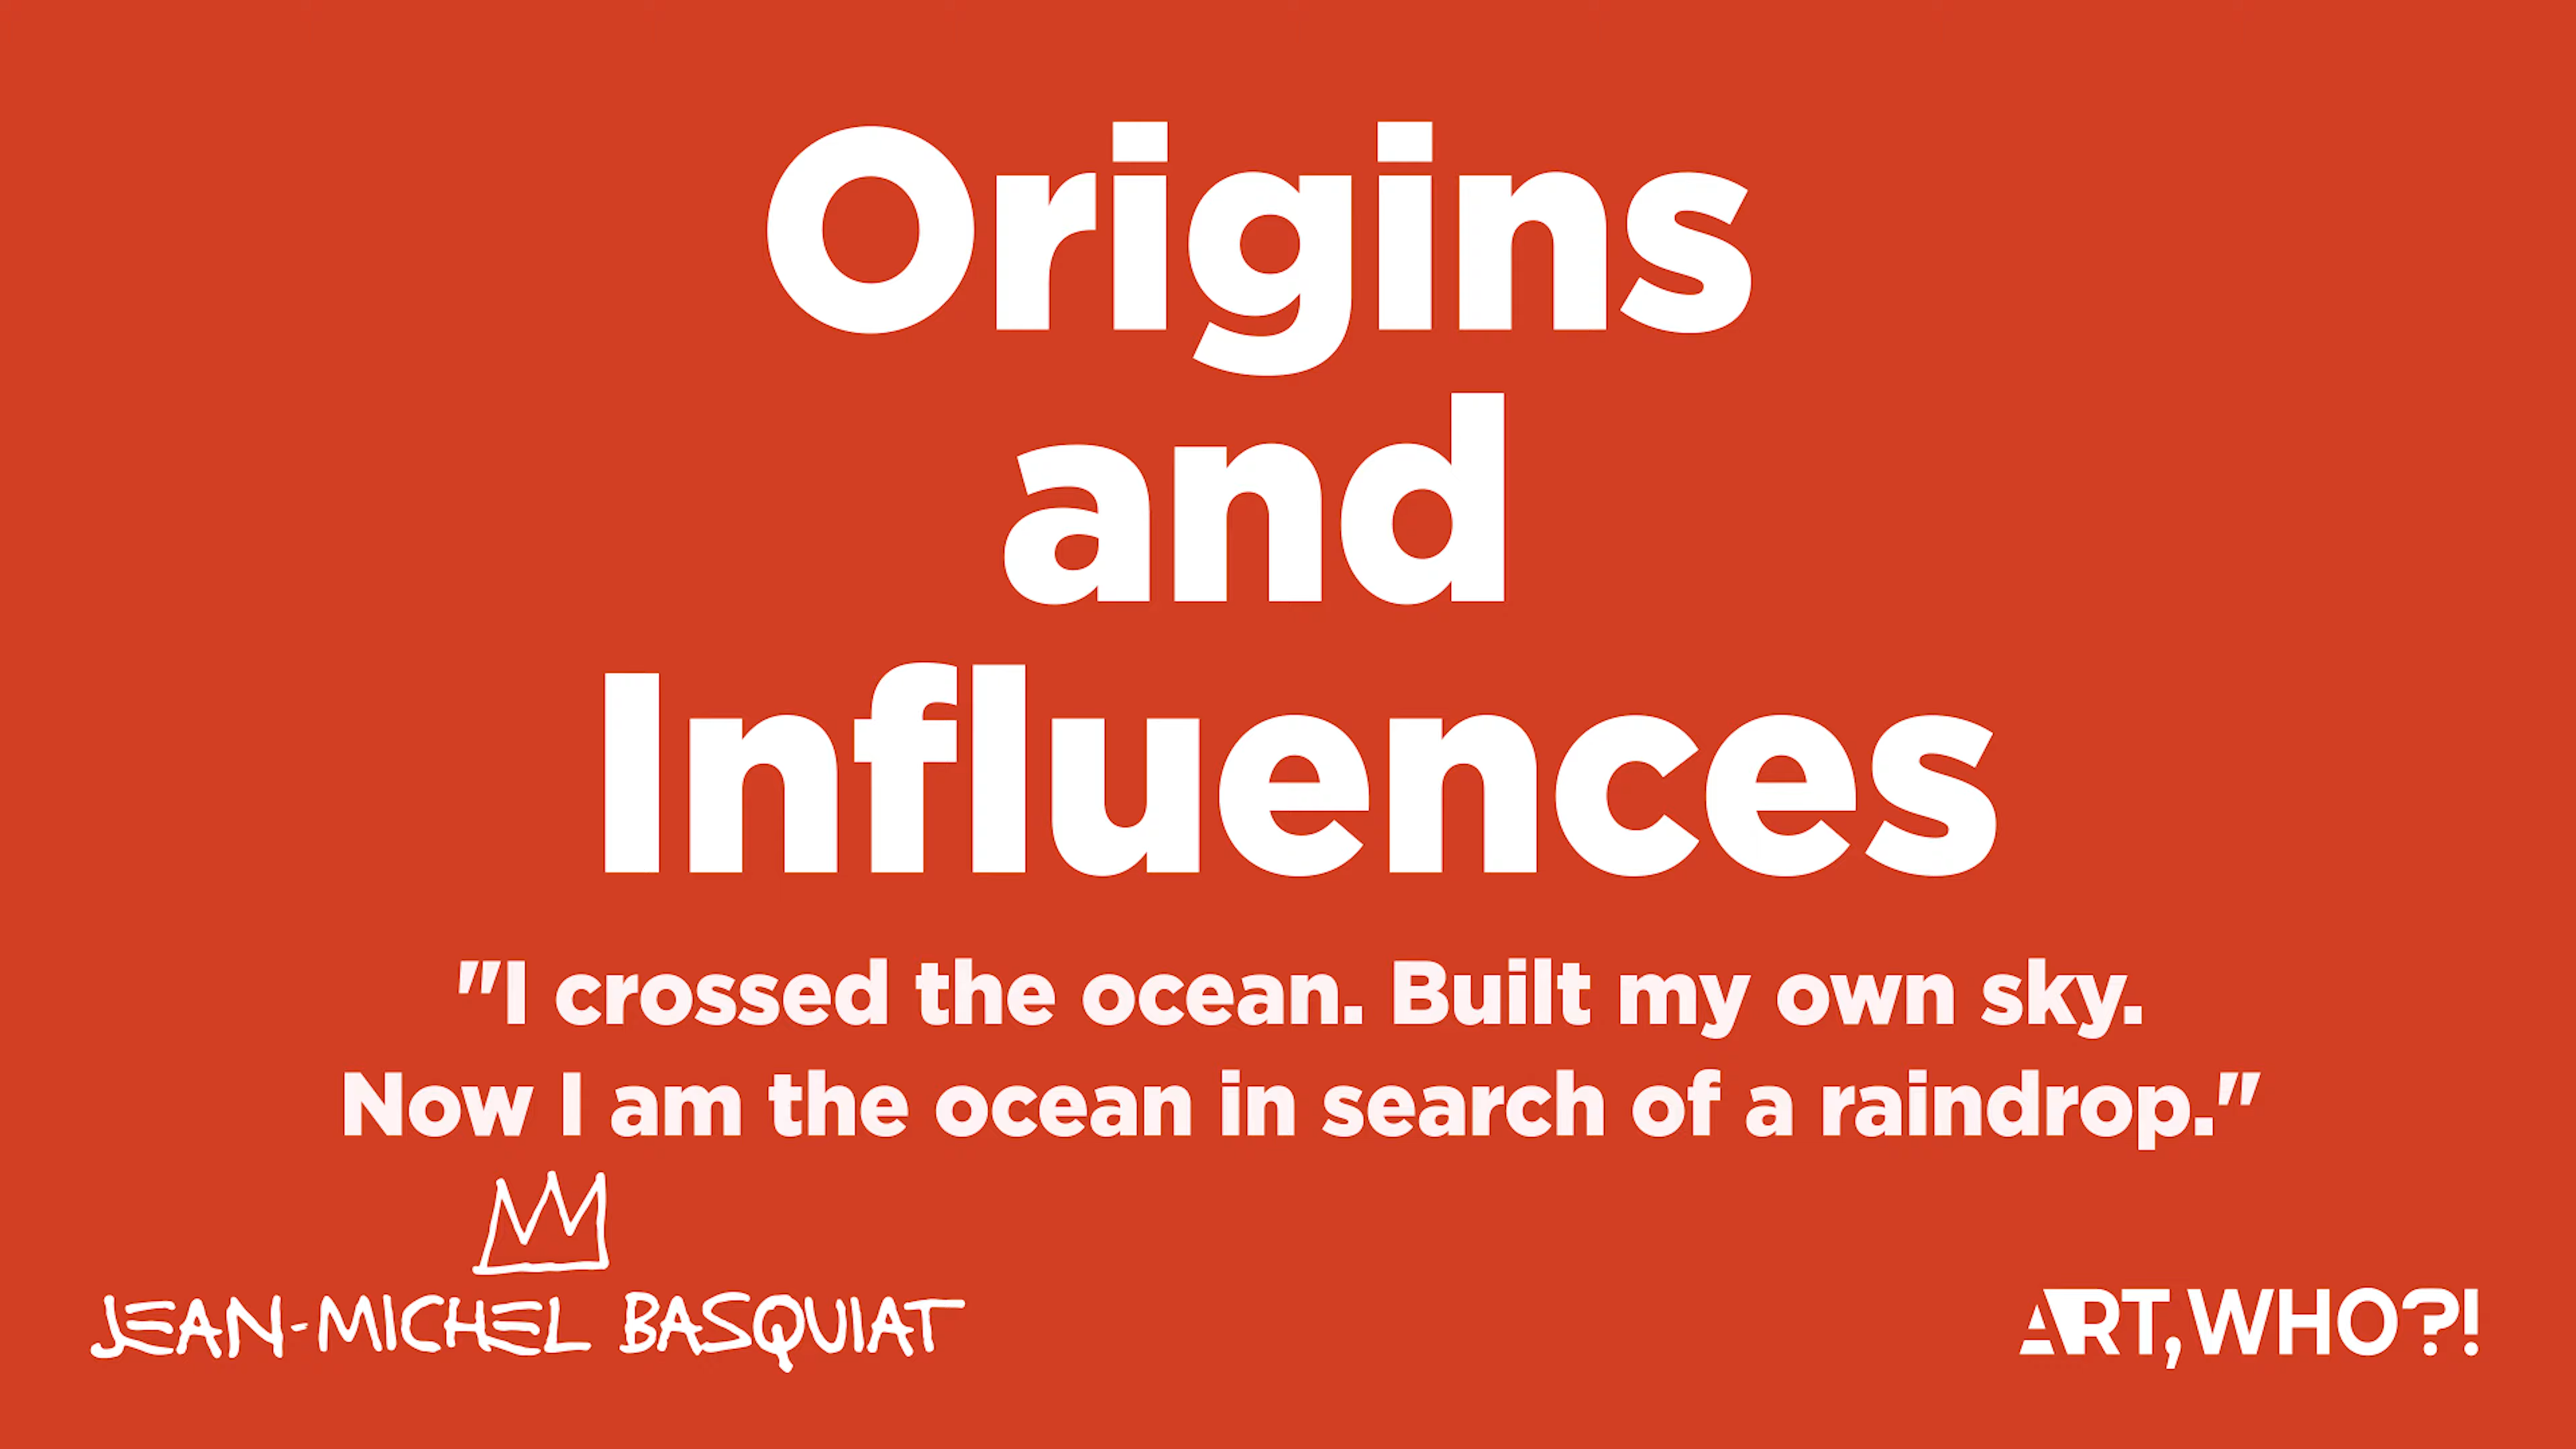 Origins
and
Influences
"I crossed the ocean. Built my own sky.
Now I am the ocean in search of a raindrop."
JEAN-MICHEL BASQUIAT
ART, WHO?!